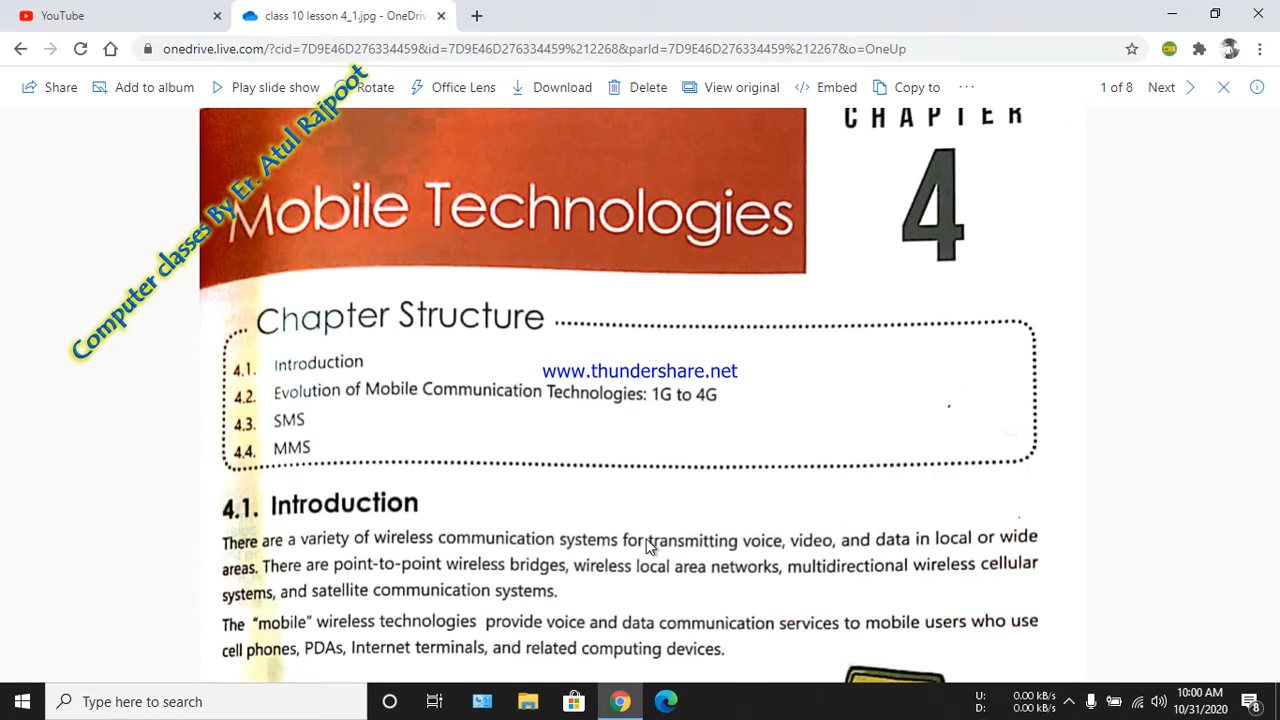 YouTube
class 10 lesson 4_1.jpg - OneDriv
onedrive.live.com/?cid=7D9E46D276334459&id=7D9E46D276334459%212268&parId=7D9E46D276334459%212267&o=OneUp
Share Add to album Play slide show Rotate Office Lens Download Delete View original Embed Copy to ... 1 of 8 Next
Computer classes By Er. Atul Rajpoot
CHAPTER
4
Mobile Technologies
Chapter Structure
4.1. Introduction
www.thundershare.net
4.2. Evolution of Mobile Communication Technologies: 1G to 4G
4.3. SMS
4.4. MMS
4.1. Introduction
There are a variety of wireless communication systems for transmitting voice, video, and data in local or wide
areas. There are point-to-point wireless bridges, wireless local area networks, multidirectional wireless cellular
systems, and satellite communication systems.
The "mobile" wireless technologies provide voice and data communication services to mobile users who use
cell phones, PDAs, Internet terminals, and related computing devices.
Type here to search
U: 0.00 kB/s
D: 0.00 kB/s
10:00 AM
10/31/2020
8